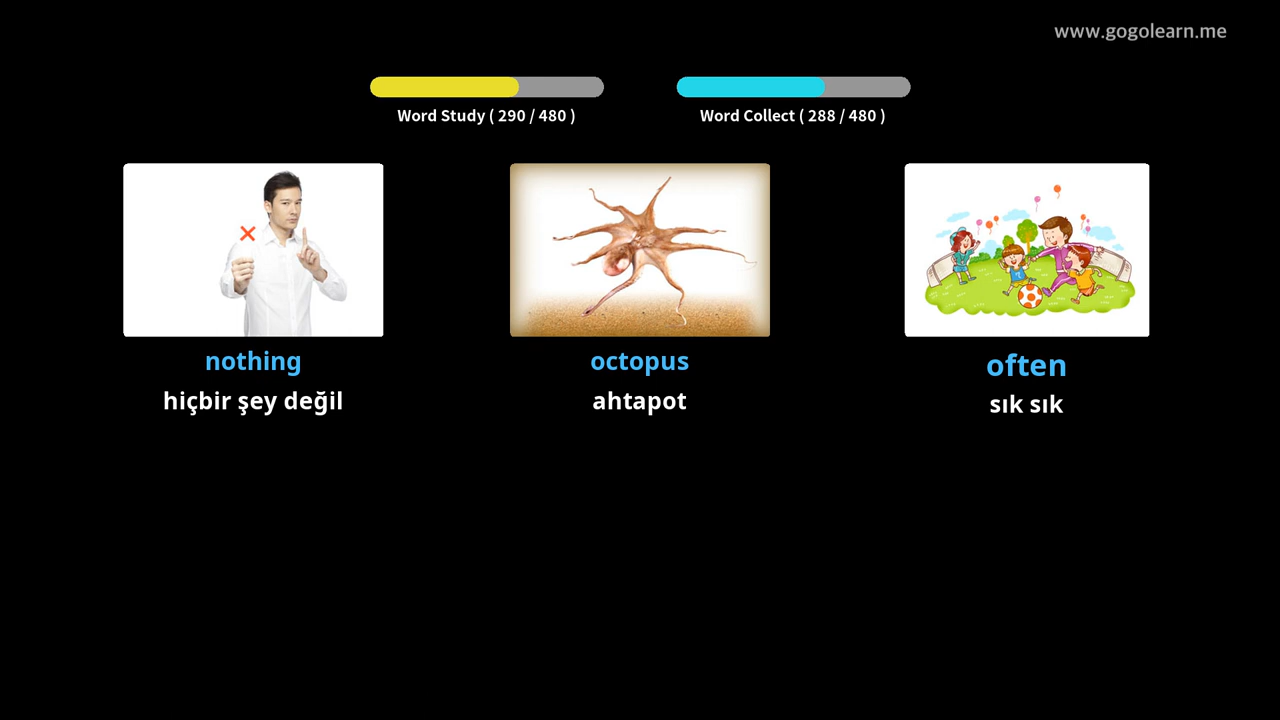 www.gogolearn.me
Word Study ( 290 / 480 )
Word Collect ( 288 / 480 )
nothing
hiçbir şey değil
octopus
ahtapot
often
sık sık